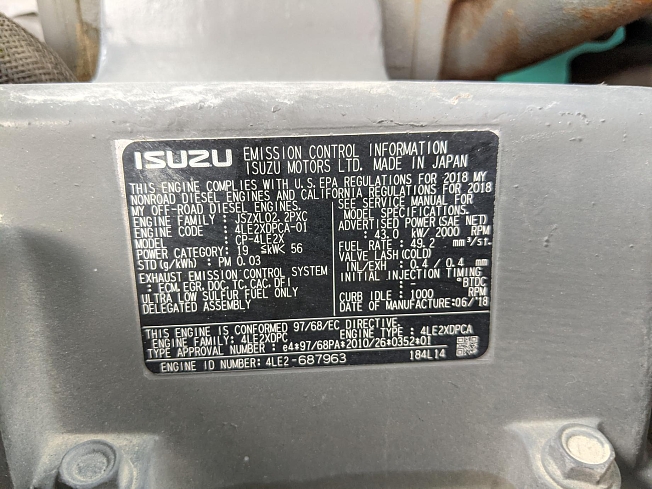 ISUZU EMISSION CONTROL INFORMATION
ISUZU MOTORS LTD. MADE IN JAPAN
THIS ENGINE COMPLIES WITH U.S. EPA REGULATIONS FOR 2018 MY
NONROAD DIESEL ENGINES AND CALIFORNIA REGULATIONS FOR 2018
MY OFF-ROAD DIESEL ENGINES.
ENGINE FAMILY : JSZXL02.2PXC
ENGINE CODE : 4LE2XDPCA-01
MODEL : CP-4LE2X
POWER CATEGORY : 19 ≤kW< 56
STD (g/kWh) : PM 0.03
EXHAUST EMISSION CONTROL SYSTEM
: ECM, EGR, DOC, TC, CAC, DFI
ULTRA LOW SULFUR FUEL ONLY
DELEGATED ASSEMBLY
SEE SERVICE MANUAL FOR
MODEL SPECIFICATIONS.
ADVERTISED POWER (SAE NET)
: 43.0 kW/ 2000 RPM
FUEL RATE : 49.2 mm³/st.
VALVE LASH (COLD)
IN/EXH : 0.4 / 0.4 mm
INITIAL INJECTION TIMING
: - °BTDC
CURB IDLE : 1000 RPM
DATE OF MANUFACTURE:06/'18
THIS ENGINE IS CONFORMED 97/68/EC DIRECTIVE
ENGINE FAMILY : 4LE2XDPC ENGINE TYPE : 4LE2XDPCA
TYPE APPROVAL NUMBER : e4*97/68PA*2010/26*0352*01
ENGINE ID NUMBER: 4LE2-687963 184L14